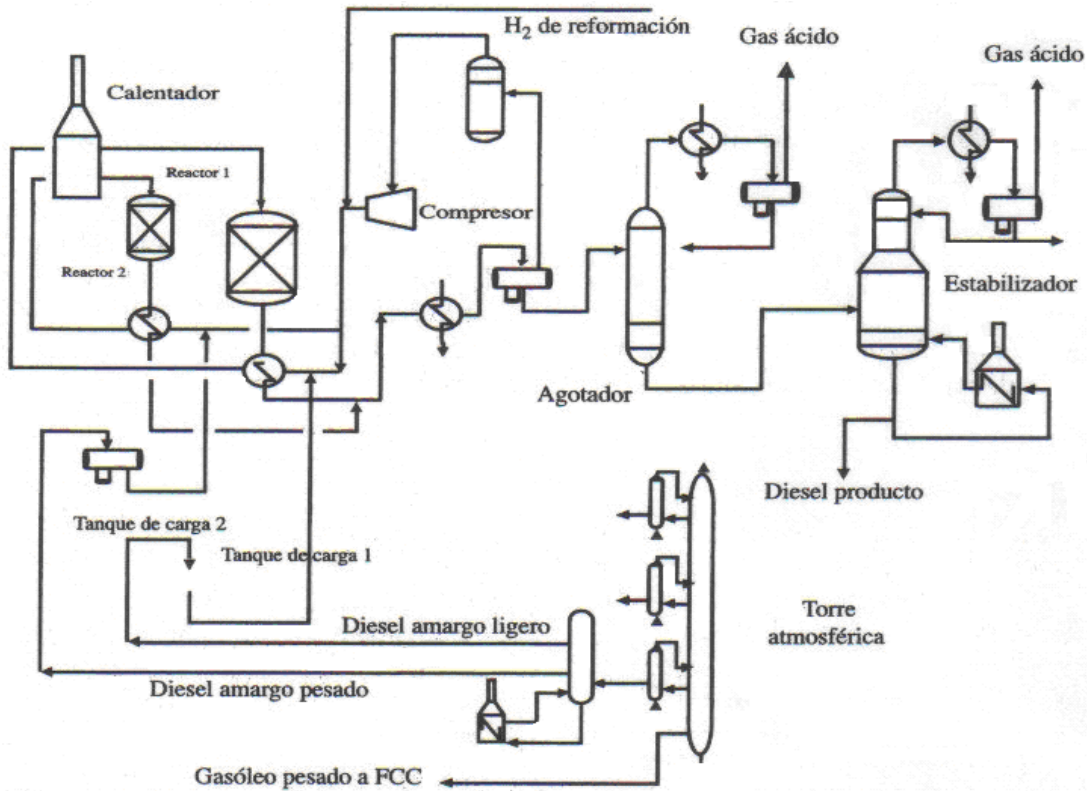 H₂ de reformación
Gas ácido
Gas ácido
Calentador
Reactor 1
Compresor
Reactor 2
Estabilizador
Agotador
Diesel producto
Tanque de carga 2
Tanque de carga 1
Torre
atmosférica
Diesel amargo ligero
Diesel amargo pesado
Gasóleo pesado a FCC